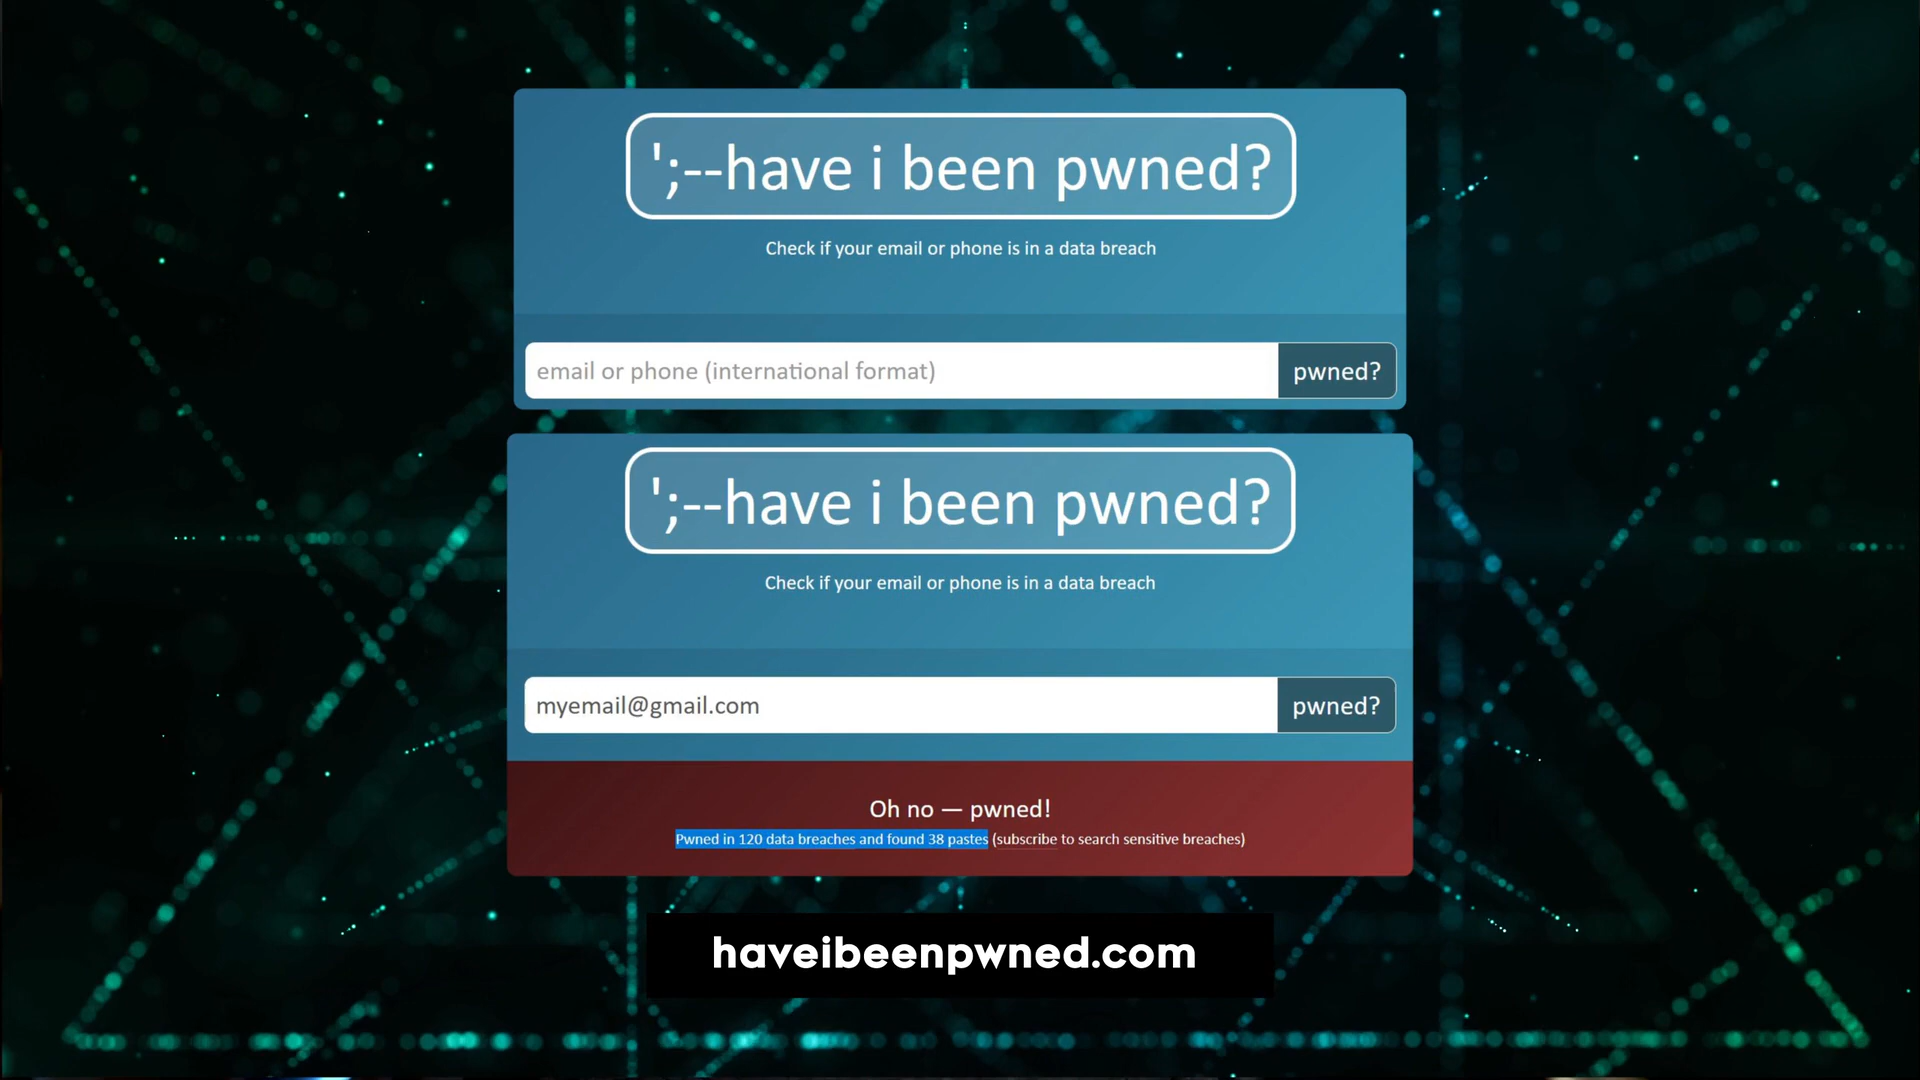 ';--have i been pwned?
Check if your email or phone is in a data breach
email or phone (international format)
pwned?
';--have i been pwned?
Check if your email or phone is in a data breach
myemail@gmail.com
pwned?
Oh no — pwned!
Pwned in 120 data breaches and found 38 pastes (subscribe to search sensitive breaches)
haveibeenpwned.com